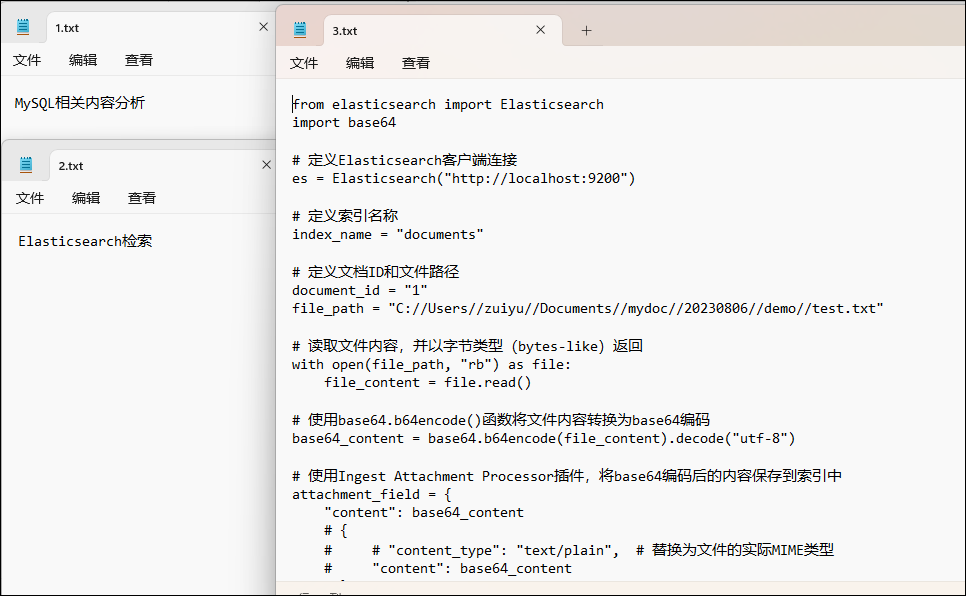 1.txt
文件 编辑 查看
MySQL相关内容分析
2.txt
文件 编辑 查看
Elasticsearch检索
3.txt
文件 编辑 查看
from elasticsearch import Elasticsearch
import base64
# 定义Elasticsearch客户端连接
es = Elasticsearch("http://localhost:9200")
# 定义索引名称
index_name = "documents"
# 定义文档ID和文件路径
document_id = "1"
file_path = "C://Users//zuiyu//Documents//mydoc//20230806//demo//test.txt"
# 读取文件内容，并以字节类型（bytes-like）返回
with open(file_path, "rb") as file:
    file_content = file.read()
# 使用base64.b64encode()函数将文件内容转换为base64编码
base64_content = base64.b64encode(file_content).decode("utf-8")
# 使用Ingest Attachment Processor插件，将base64编码后的内容保存到索引中
attachment_field = {
    "content": base64_content
    # {
    #     # "content_type": "text/plain",  # 替换为文件的实际MIME类型
    #     "content": base64_content